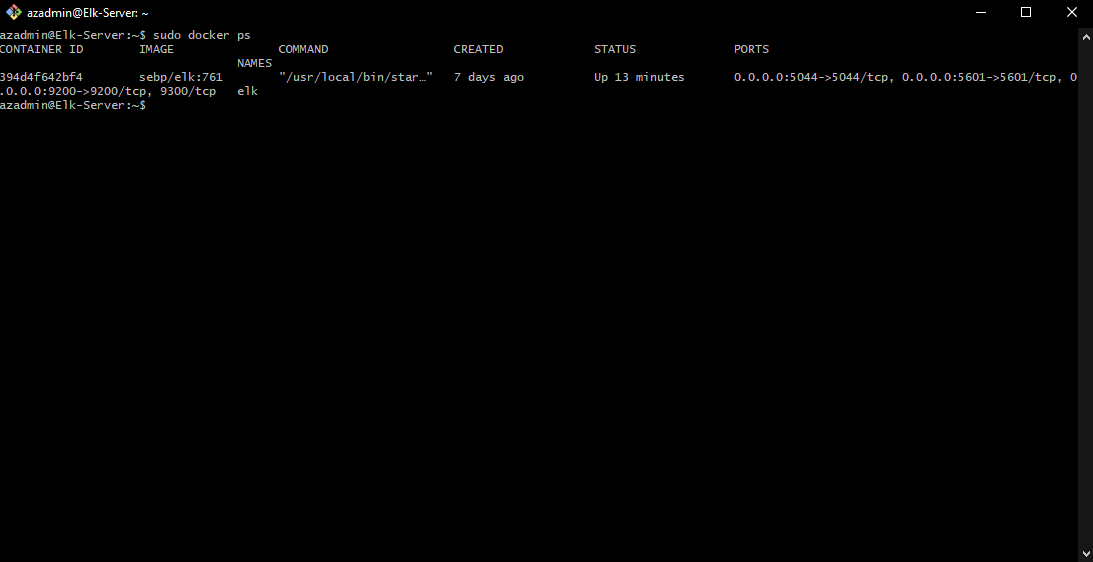 azadmin@Elk-Server: ~
azadmin@Elk-Server:~$ sudo docker ps
CONTAINER ID        IMAGE               COMMAND                  CREATED             STATUS              PORTS
                                  NAMES
394d4f642bf4        sebp/elk:761        "/usr/local/bin/star…"   7 days ago          Up 13 minutes       0.0.0.0:5044->5044/tcp, 0.0.0.0:5601->5601/tcp, 0
.0.0.0:9200->9200/tcp, 9300/tcp   elk
azadmin@Elk-Server:~$